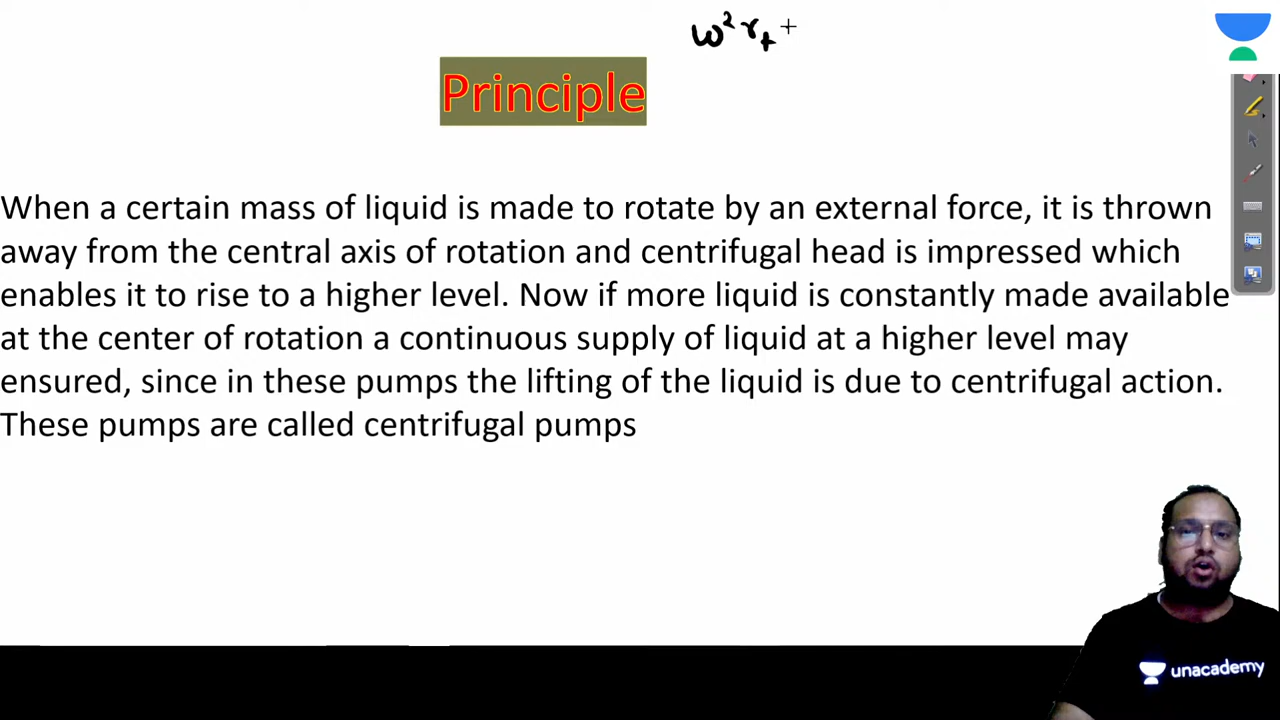 ω²r₊ +
Principle
When a certain mass of liquid is made to rotate by an external force, it is thrown
away from the central axis of rotation and centrifugal head is impressed which
enables it to rise to a higher level. Now if more liquid is constantly made available
at the center of rotation a continuous supply of liquid at a higher level may
ensured, since in these pumps the lifting of the liquid is due to centrifugal action.
These pumps are called centrifugal pumps
unacademy